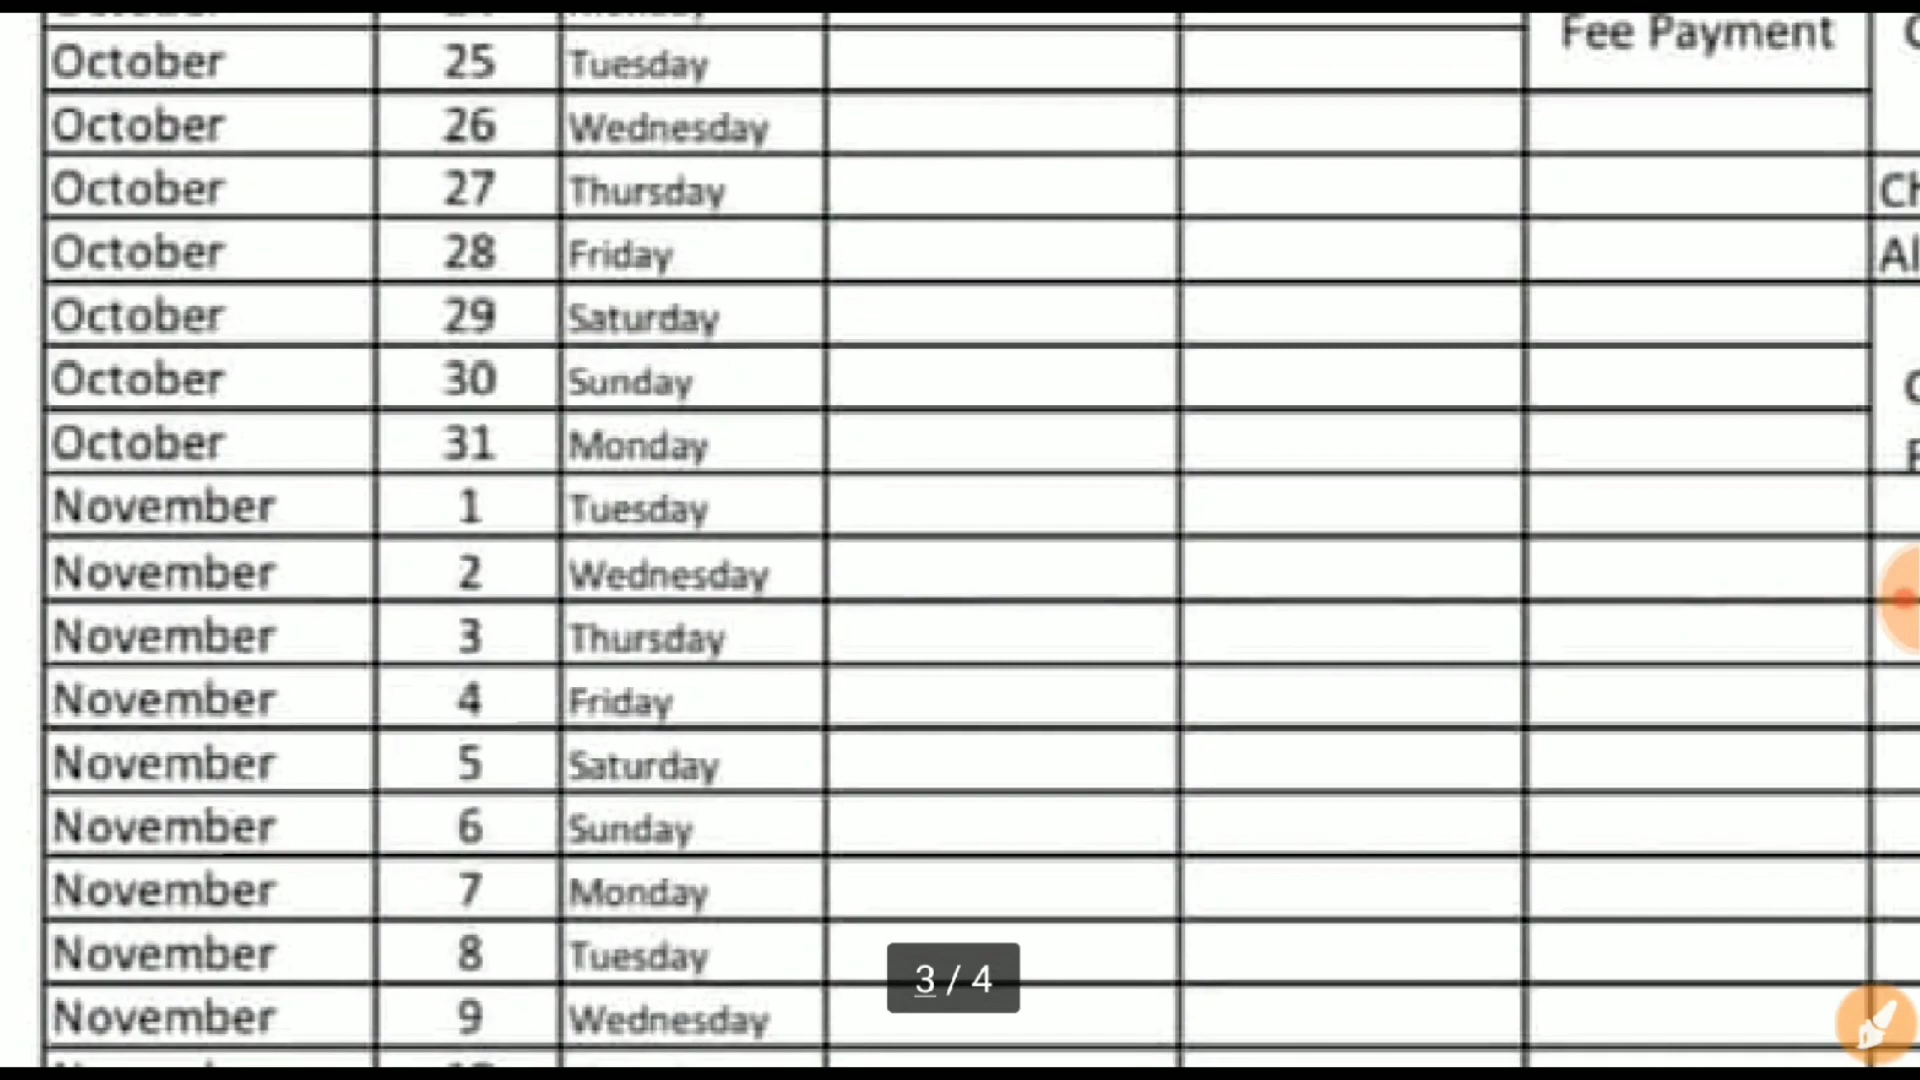 Fee Payment
October 25 Tuesday
October 26 Wednesday
October 27 Thursday
October 28 Friday
October 29 Saturday
October 30 Sunday
October 31 Monday
November 1 Tuesday
November 2 Wednesday
November 3 Thursday
November 4 Friday
November 5 Saturday
November 6 Sunday
November 7 Monday
November 8 Tuesday
3 / 4
November 9 Wednesday